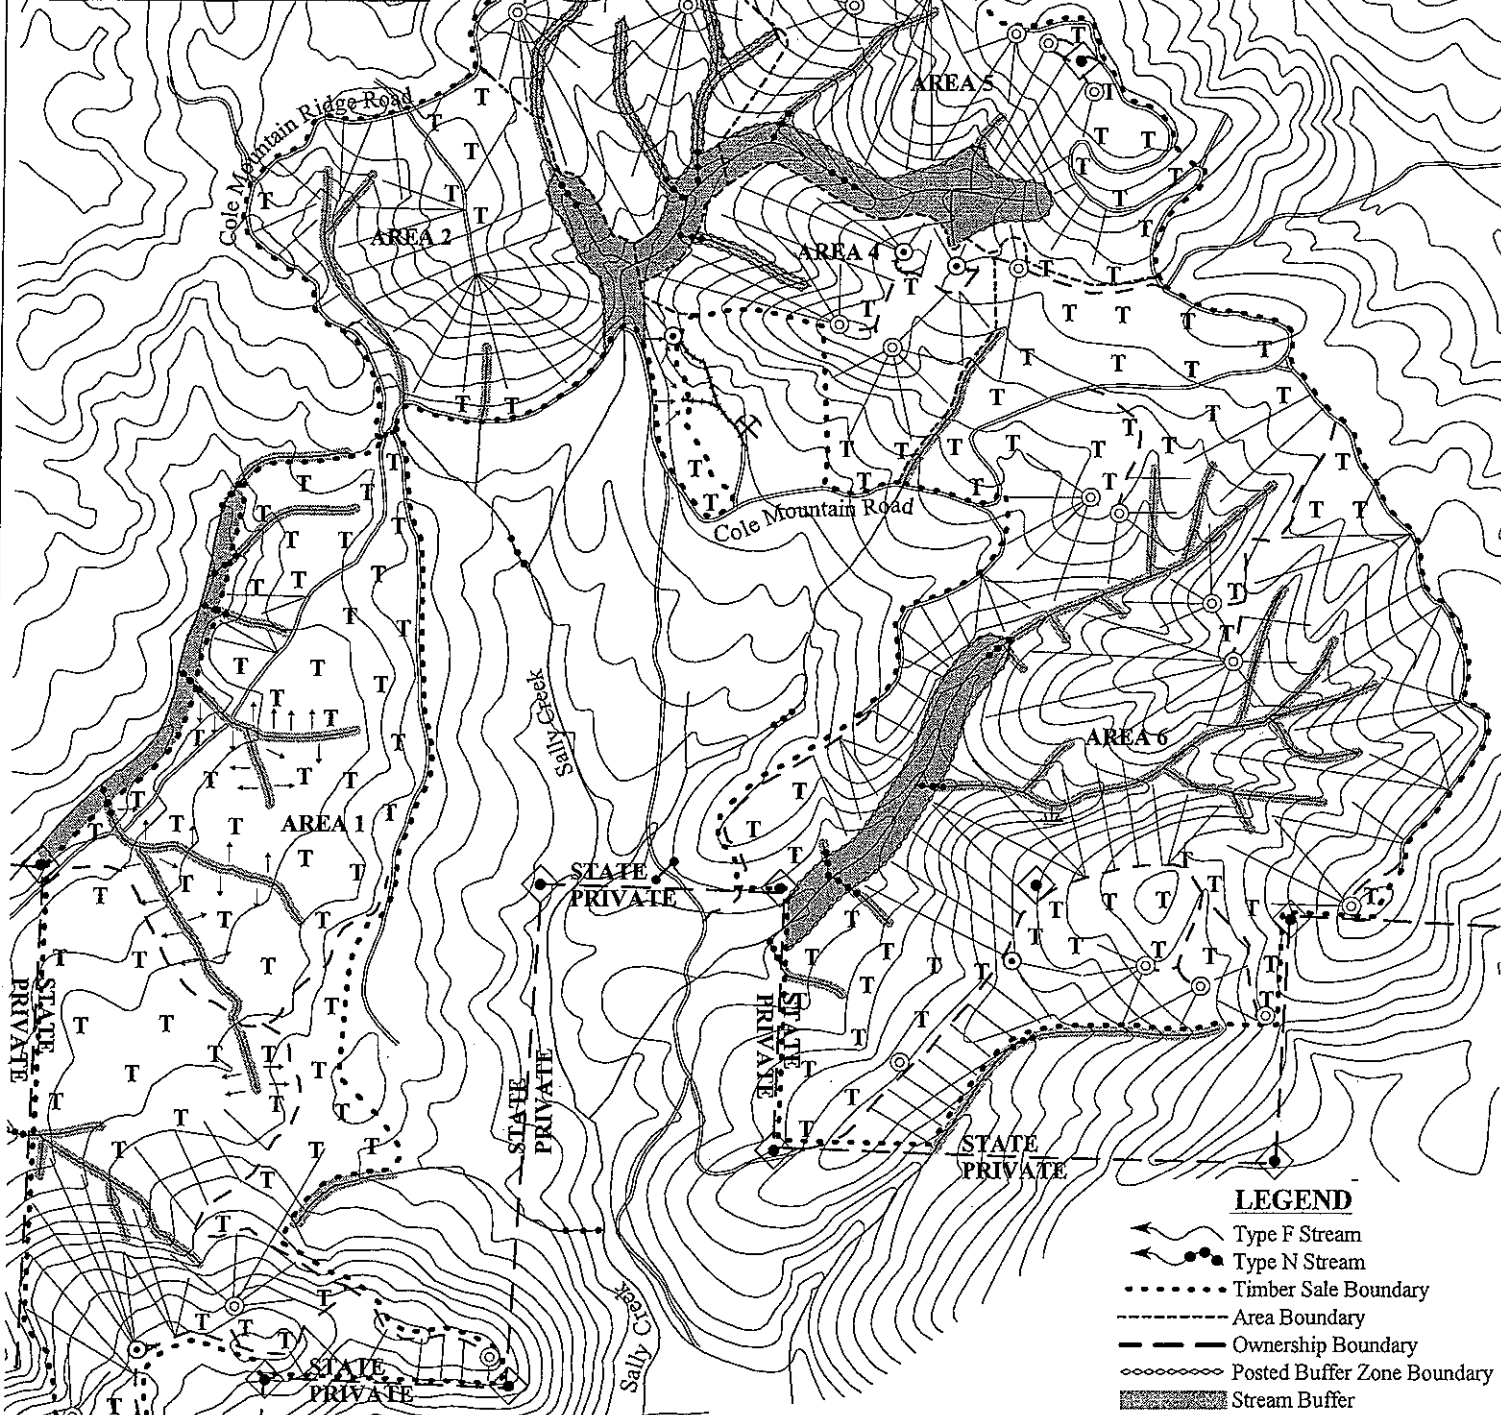 AREA 5
Cole Mountain Ridge Road
AREA 2
AREA 4
Cole Mountain Road
Sally Creek
AREA 6
AREA 1
STATE
PRIVATE
STATE
PRIVATE
STATE
PRIVATE
STATE
PRIVATE
STATE
PRIVATE
Sally Creek
STATE
PRIVATE
LEGEND
Type F Stream
Type N Stream
Timber Sale Boundary
Area Boundary
Ownership Boundary
Posted Buffer Zone Boundary
Stream Buffer